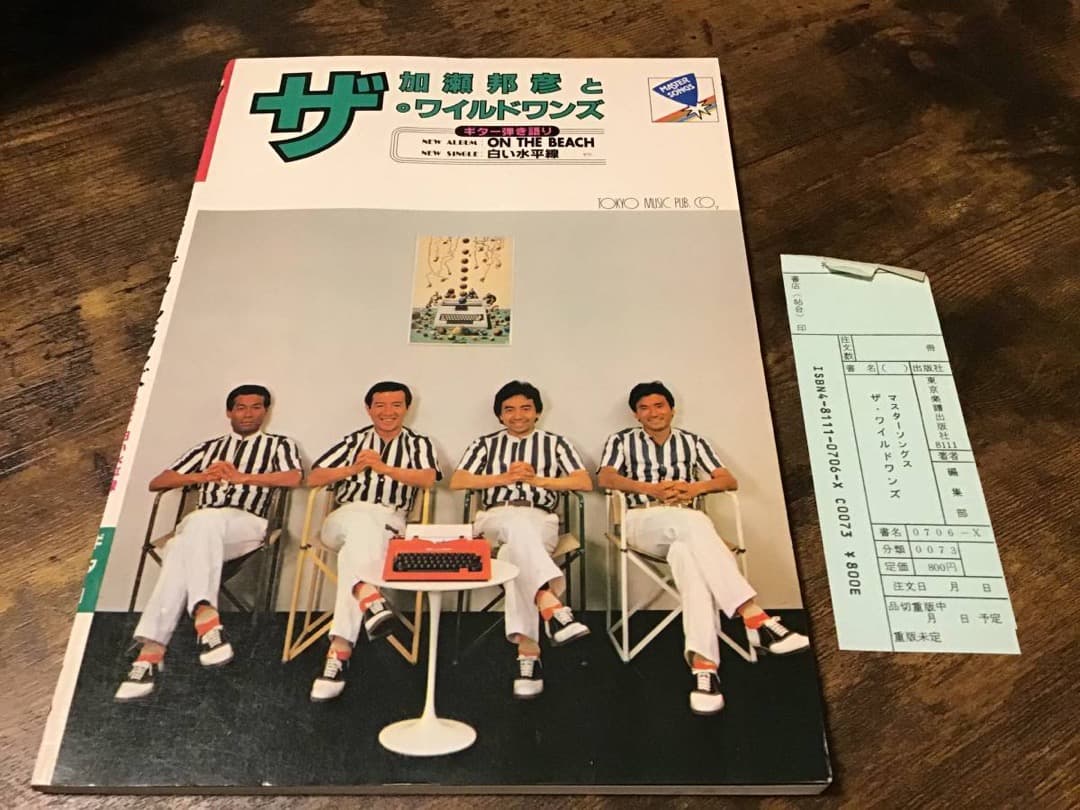 ザ
加瀬邦彦と
・ワイルドワンズ
ギター弾き語り
NEW ALBUM ON THE BEACH
NEW SINGLE 白い水平線
MASTER
SONGS
TOKYO MUSIC PUB. CO,
書店(帖合)印
注文数
冊
書名( )
出版社
マスターソングス
ザ・ワイルドワンズ
東京楽譜出版社
8111
著者
編集部
ISBN4-8111-0706-X C0073 ¥800E
書名 0706-X
分類 0073
定価 800円
注文日 月 日
品切重版中
月 日 予定
重版未定